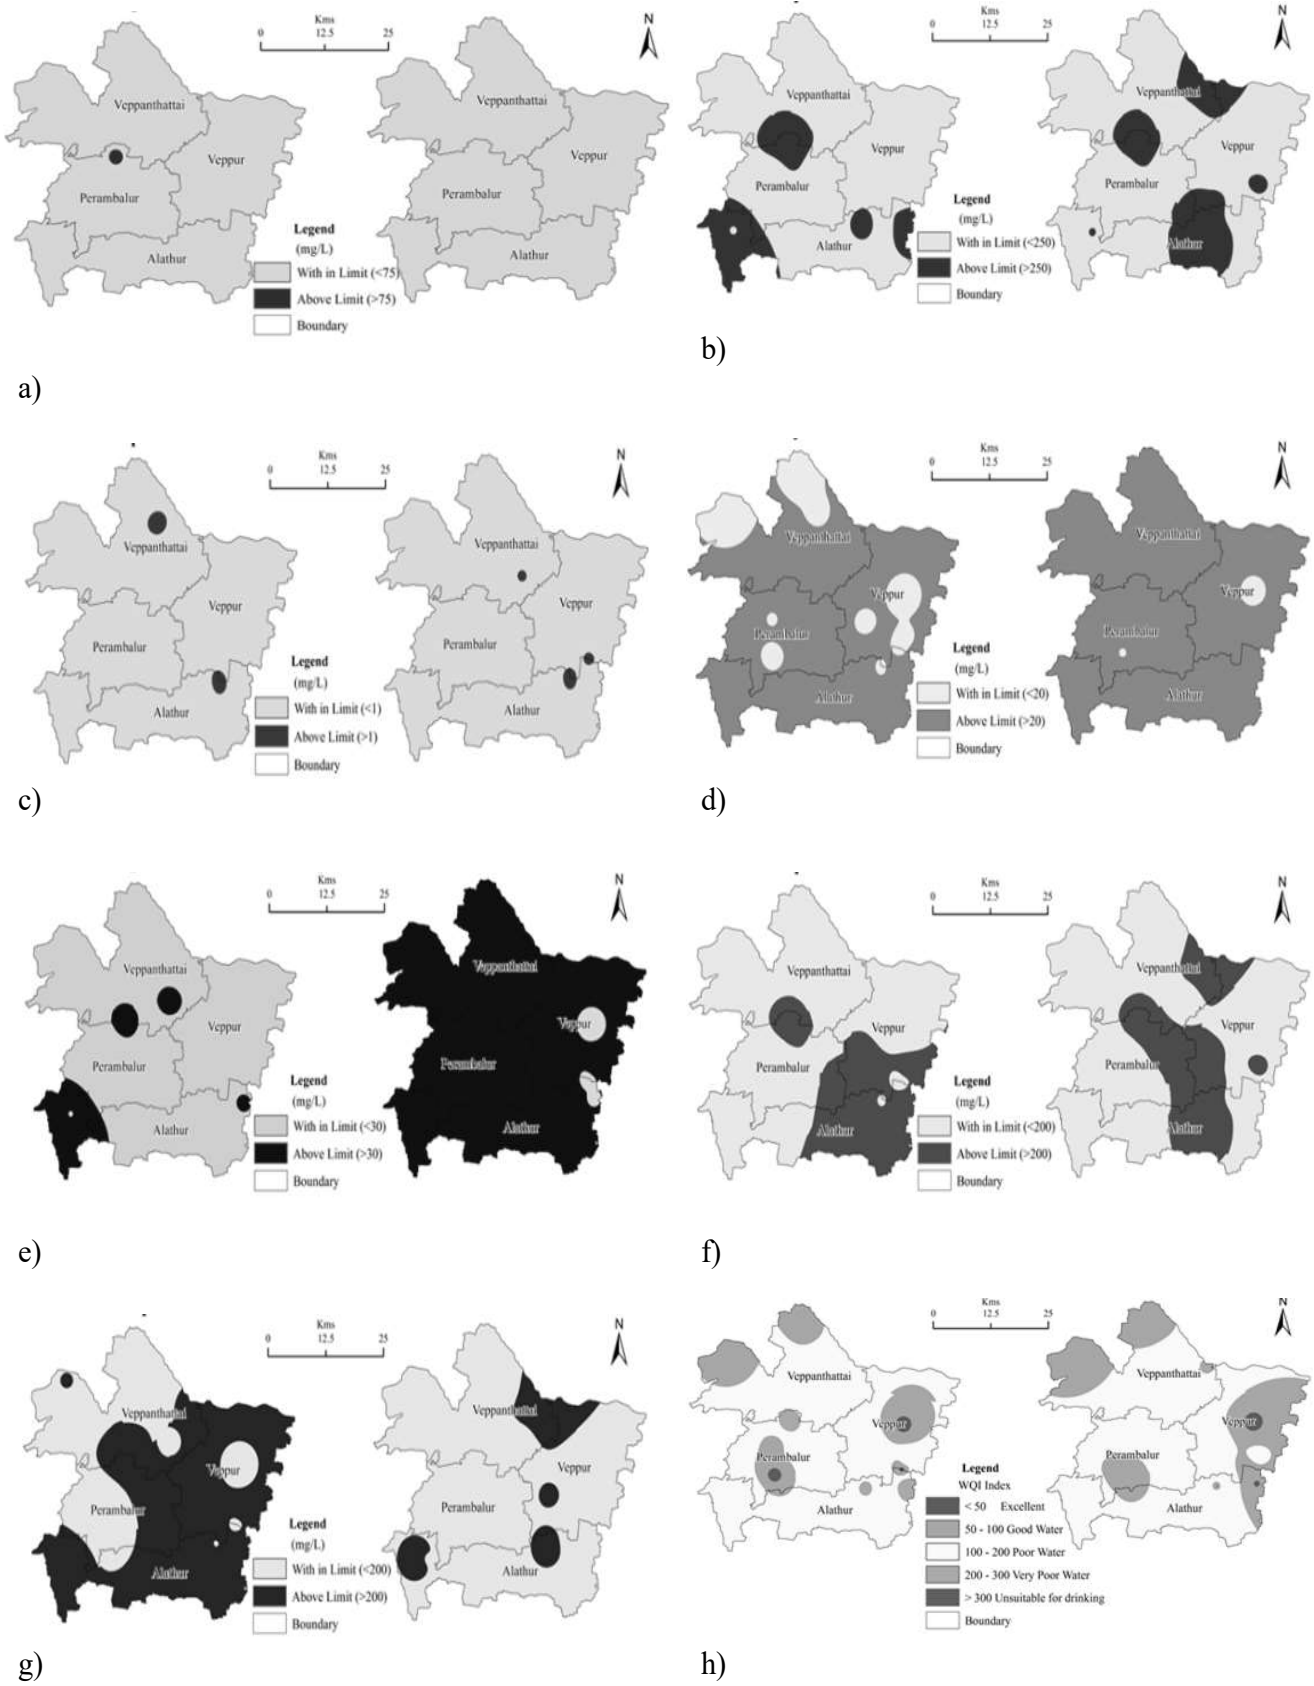 Kms
0 12.5 25
N
Veppanthattai
Veppur
Perambalur
Alathur
Veppanthattai
Veppur
Perambalur
Alathur
Legend
(mg/L)
With in Limit (<75)
Above Limit (>75)
Boundary
a)
Kms
0 12.5 25
N
Veppanthattai
Veppur
Perambalur
Alathur
Veppanthattai
Veppur
Perambalur
Alathur
Legend
(mg/L)
With in Limit (<250)
Above Limit (>250)
Boundary
b)
Kms
0 12.5 25
N
Veppanthattai
Veppur
Perambalur
Alathur
Veppanthattai
Veppur
Perambalur
Alathur
Legend
(mg/L)
With in Limit (<1)
Above Limit (>1)
Boundary
c)
Kms
0 12.5 25
N
Veppanthattai
Veppur
Perambalur
Alathur
Veppanthattai
Veppur
Perambalur
Alathur
Legend
(mg/L)
With in Limit (<20)
Above Limit (>20)
Boundary
d)
Kms
0 12.5 25
N
Veppanthattai
Veppur
Perambalur
Alathur
Veppanthattai
Veppur
Perambalur
Alathur
Legend
(mg/L)
With in Limit (<30)
Above Limit (>30)
Boundary
e)
Kms
0 12.5 25
N
Veppanthattai
Veppur
Perambalur
Alathur
Veppanthattai
Veppur
Perambalur
Alathur
Legend
(mg/L)
With in Limit (<200)
Above Limit (>200)
Boundary
f)
Kms
0 12.5 25
N
Veppanthattai
Veppur
Perambalur
Alathur
Veppanthattai
Veppur
Perambalur
Alathur
Legend
(mg/L)
With in Limit (<200)
Above Limit (>200)
Boundary
g)
Kms
0 12.5 25
N
Veppanthattai
Veppur
Perambalur
Alathur
Veppanthattai
Veppur
Perambalur
Alathur
Legend
WQI Index
< 50 Excellent
50 - 100 Good Water
100 - 200 Poor Water
200 - 300 Very Poor Water
> 300 Unsuitable for drinking
Boundary
h)